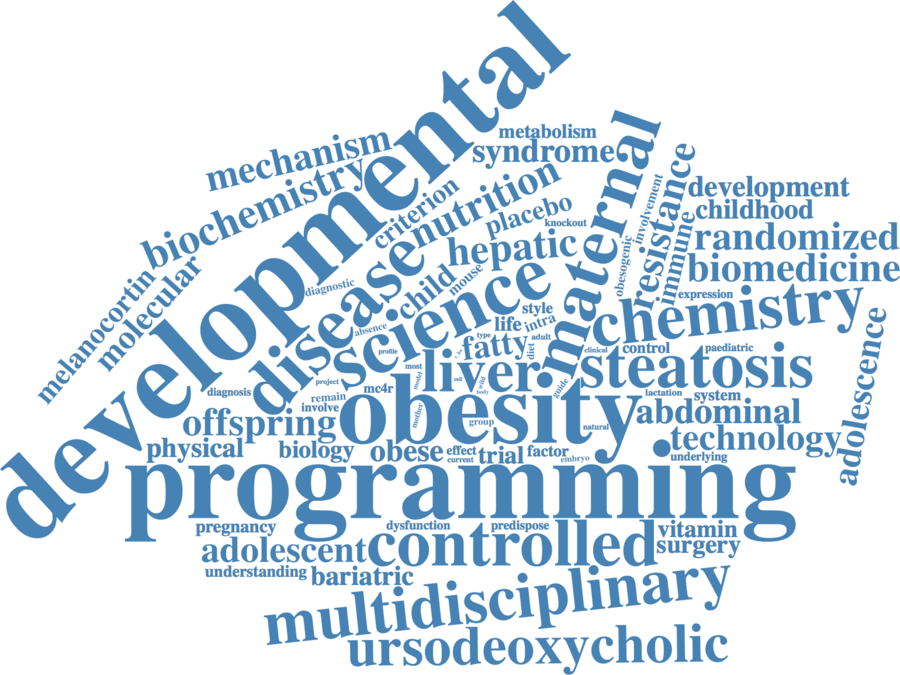 developmental
metabolism
syndrome
mechanism
biochemistry
melanocortin
molecular
criterion
nutrition
placebo
knockout
maternal
involvement
resistance
obesogenic
immune
development
childhood
randomized
biomedicine
expression
chemistry
adolescence
diagnostic
disease
child
mouse
hepatic
science
absence
profile
style
life
intra
type
adult
fatty
diet
clinical
control
paediatric
liver
steatosis
most
model
cell
wild
body
guide
lactation
system
diagnosis
project
remain
mc4r
involve
mother
obesity
group
natural
abdominal
offspring
technology
physical
biology
obese
effect
current
trial
factor
embryo
underlying
programming
pregnancy
dysfunction
predispose
vitamin
adolescent
controlled
surgery
understanding
bariatric
multidisciplinary
ursodeoxycholic